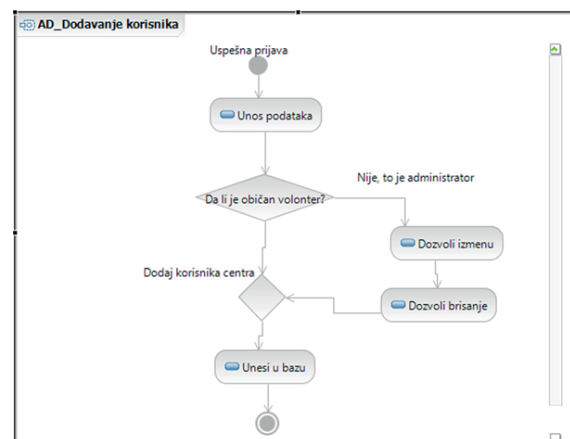 AD_Dodavanje korisnika
Uspešna prijava
Unos podataka
Da li je običan volonter?
Nije, to je administrator
Dozvoli izmenu
Dodaj korisnika centra
Dozvoli brisanje
Unesi u bazu